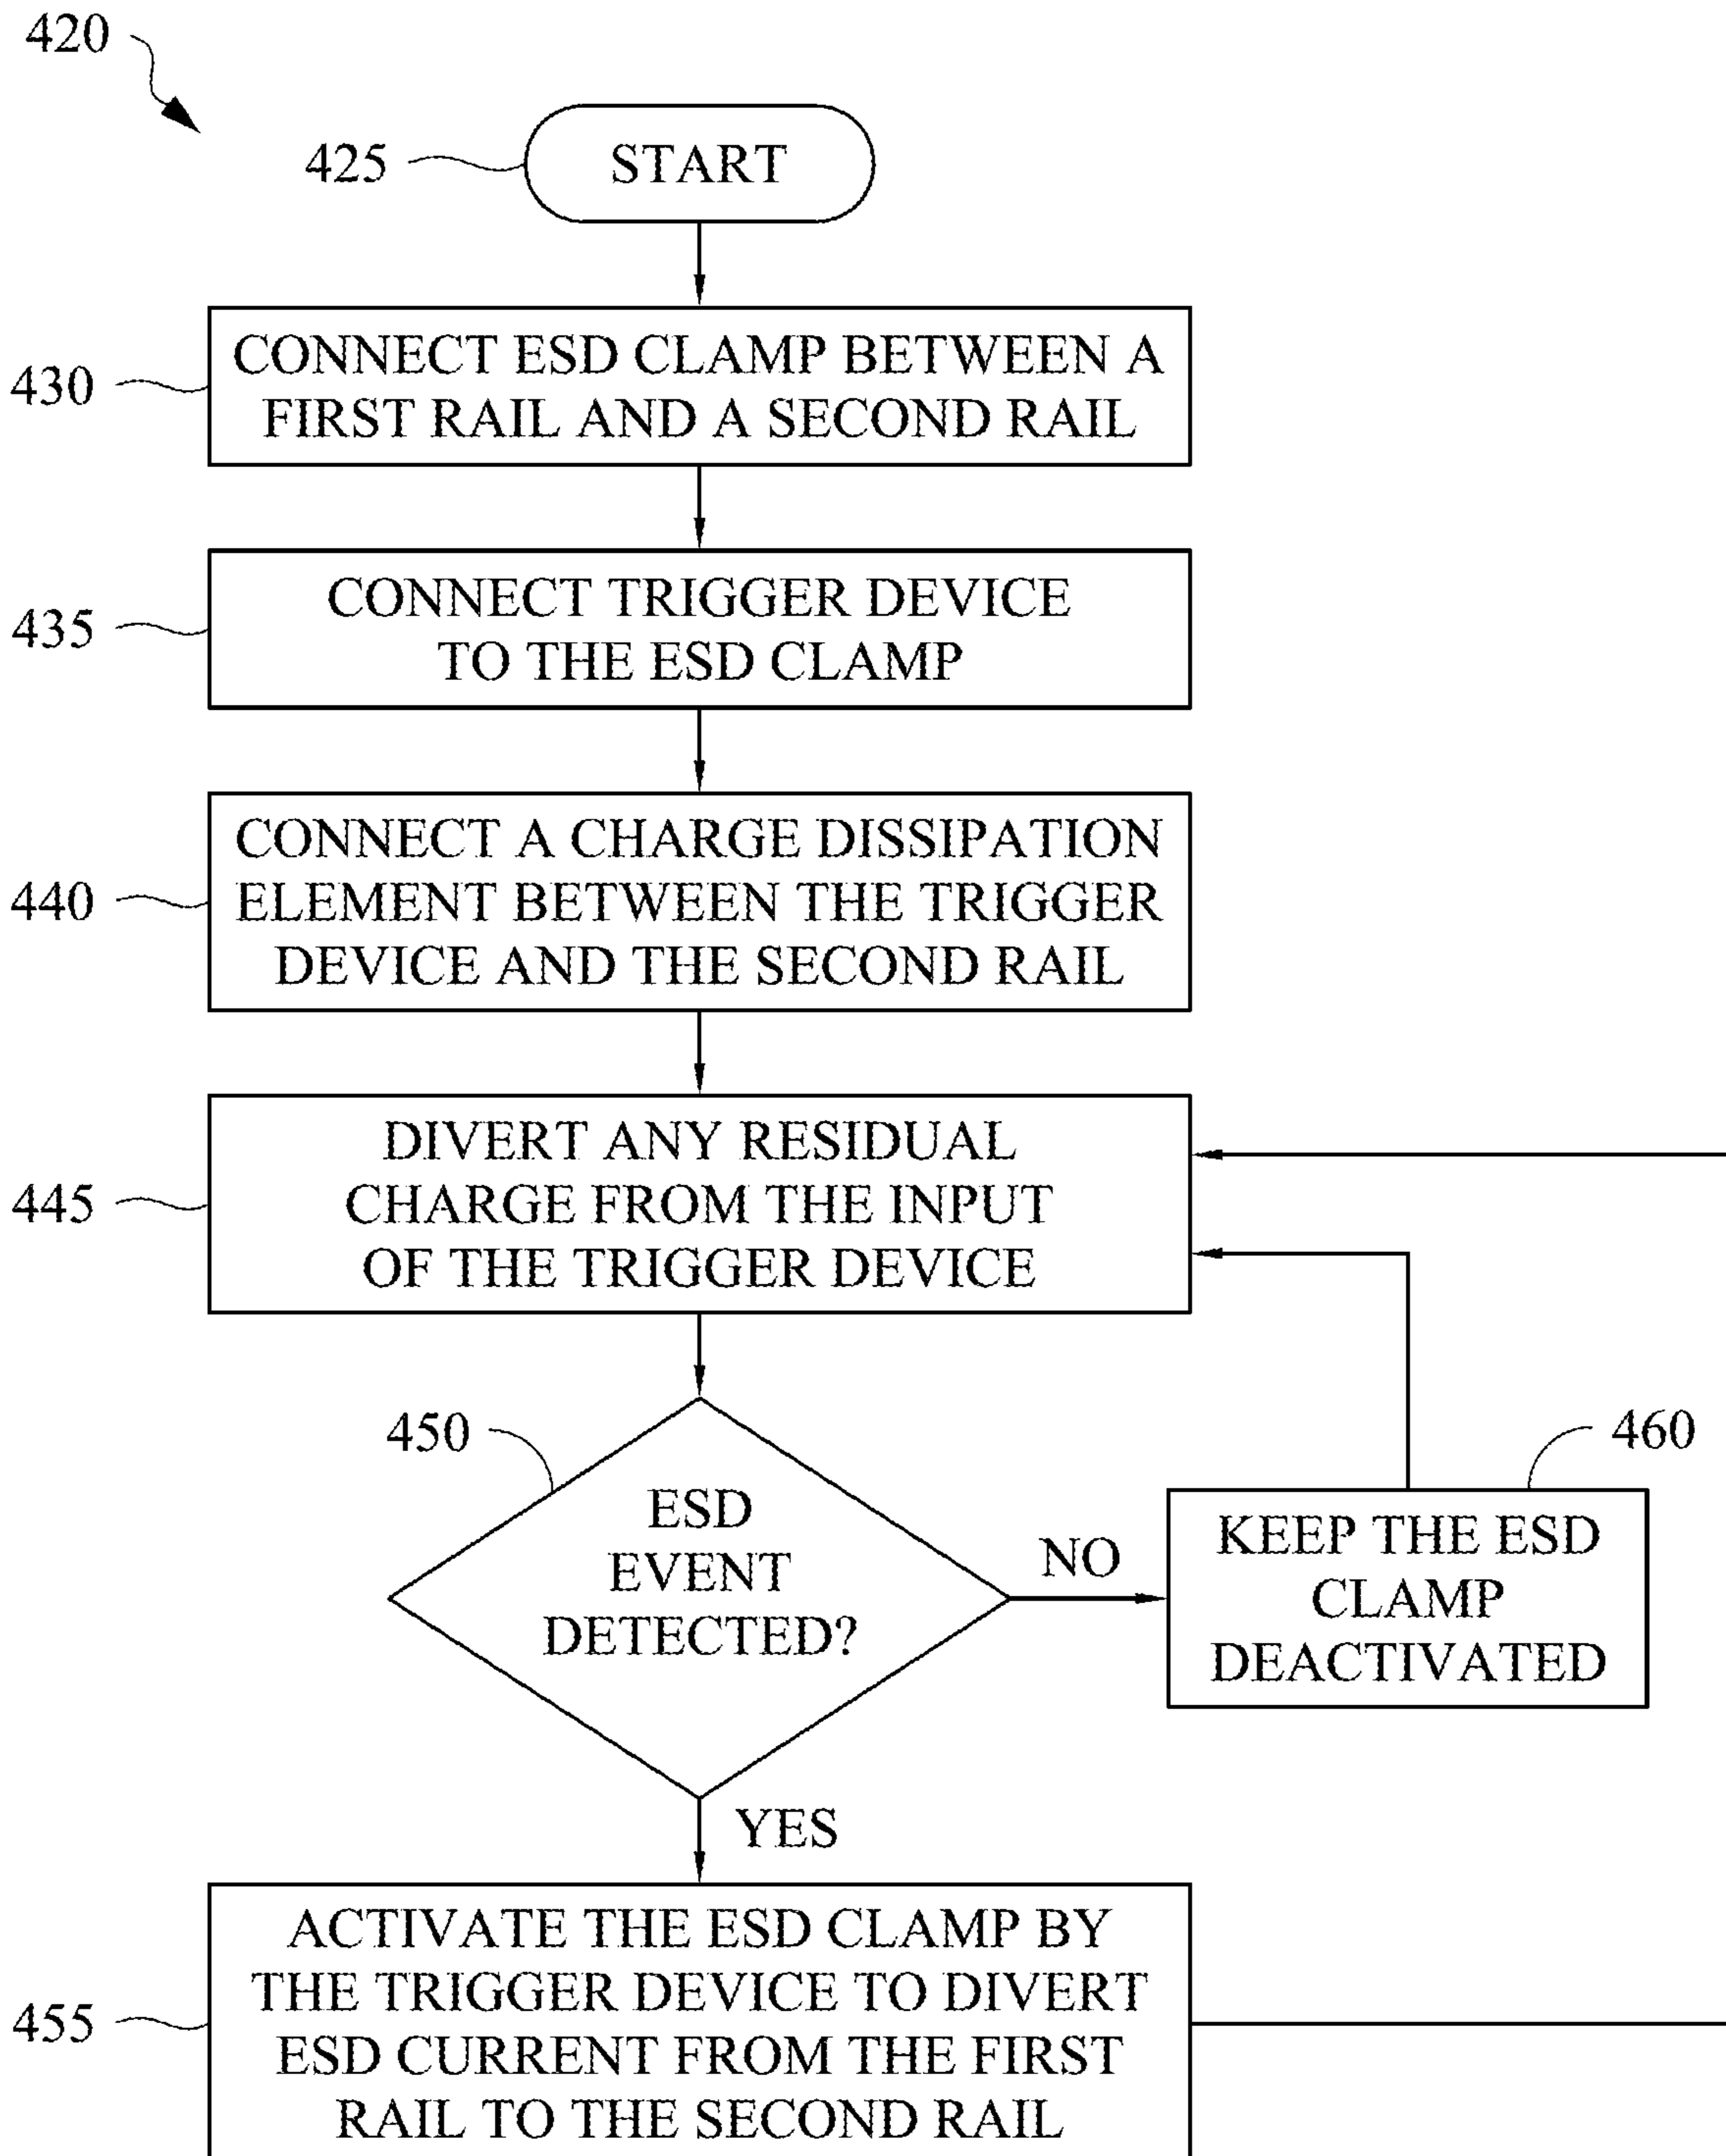 420
425
START
430
CONNECT ESD CLAMP BETWEEN A
FIRST RAIL AND A SECOND RAIL
435
CONNECT TRIGGER DEVICE
TO THE ESD CLAMP
440
CONNECT A CHARGE DISSIPATION
ELEMENT BETWEEN THE TRIGGER
DEVICE AND THE SECOND RAIL
445
DIVERT ANY RESIDUAL
CHARGE FROM THE INPUT
OF THE TRIGGER DEVICE
450
ESD
EVENT
DETECTED?
NO
460
KEEP THE ESD
CLAMP
DEACTIVATED
YES
455
ACTIVATE THE ESD CLAMP BY
THE TRIGGER DEVICE TO DIVERT
ESD CURRENT FROM THE FIRST
RAIL TO THE SECOND RAIL